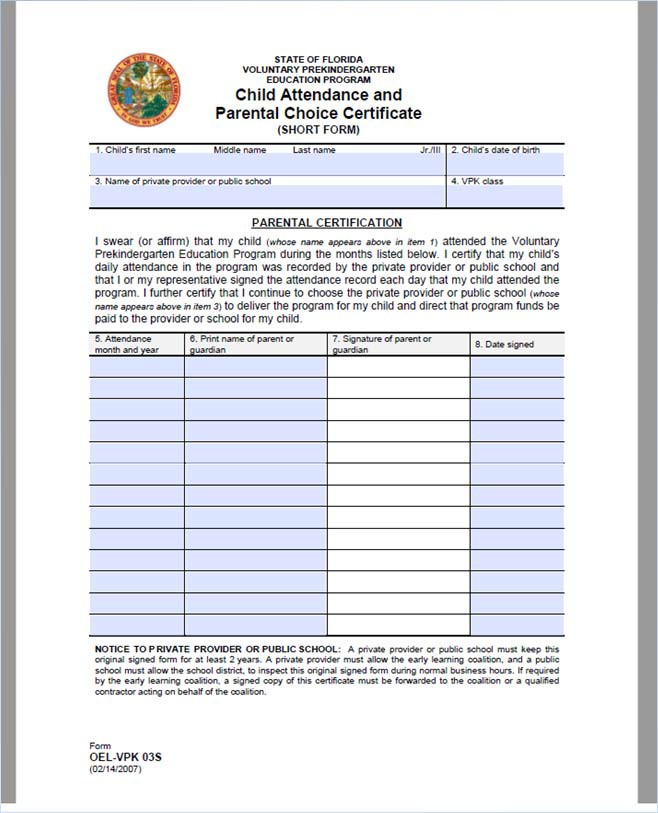 GREAT SEAL OF THE STATE OF FLORIDA
IN GOD WE TRUST
STATE OF FLORIDA
VOLUNTARY PREKINDERGARTEN
EDUCATION PROGRAM
Child Attendance and
Parental Choice Certificate
(SHORT FORM)
1. Child's first name Middle name Last name Jr./III 2. Child's date of birth
3. Name of private provider or public school 4. VPK class
PARENTAL CERTIFICATION
I swear (or affirm) that my child (whose name appears above in item 1) attended the Voluntary
Prekindergarten Education Program during the months listed below. I certify that my child's
daily attendance in the program was recorded by the private provider or public school and
that I or my representative signed the attendance record each day that my child attended the
program. I further certify that I continue to choose the private provider or public school (whose
name appears above in item 3) to deliver the program for my child and direct that program funds be
paid to the provider or school for my child.
5. Attendance month and year
6. Print name of parent or guardian
7. Signature of parent or guardian
8. Date signed
NOTICE TO PRIVATE PROVIDER OR PUBLIC SCHOOL: A private provider or public school must keep this
original signed form for at least 2 years. A private provider must allow the early learning coalition, and a public
school must allow the school district, to inspect this original signed form during normal business hours. If required
by the early learning coalition, a signed copy of this certificate must be forwarded to the coalition or a qualified
contractor acting on behalf of the coalition.
Form
OEL-VPK 03S
(02/14/2007)